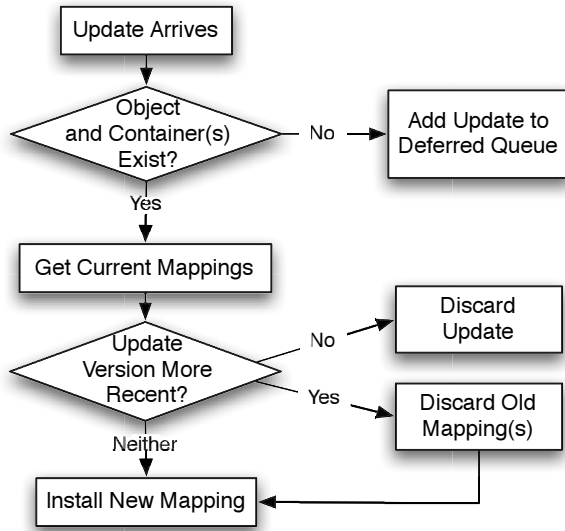 Update Arrives
Object
and Container(s)
Exist?
No
Add Update to
Deferred Queue
Yes
Get Current Mappings
Update
Version More
Recent?
No
Discard
Update
Yes
Discard Old
Mapping(s)
Neither
Install New Mapping